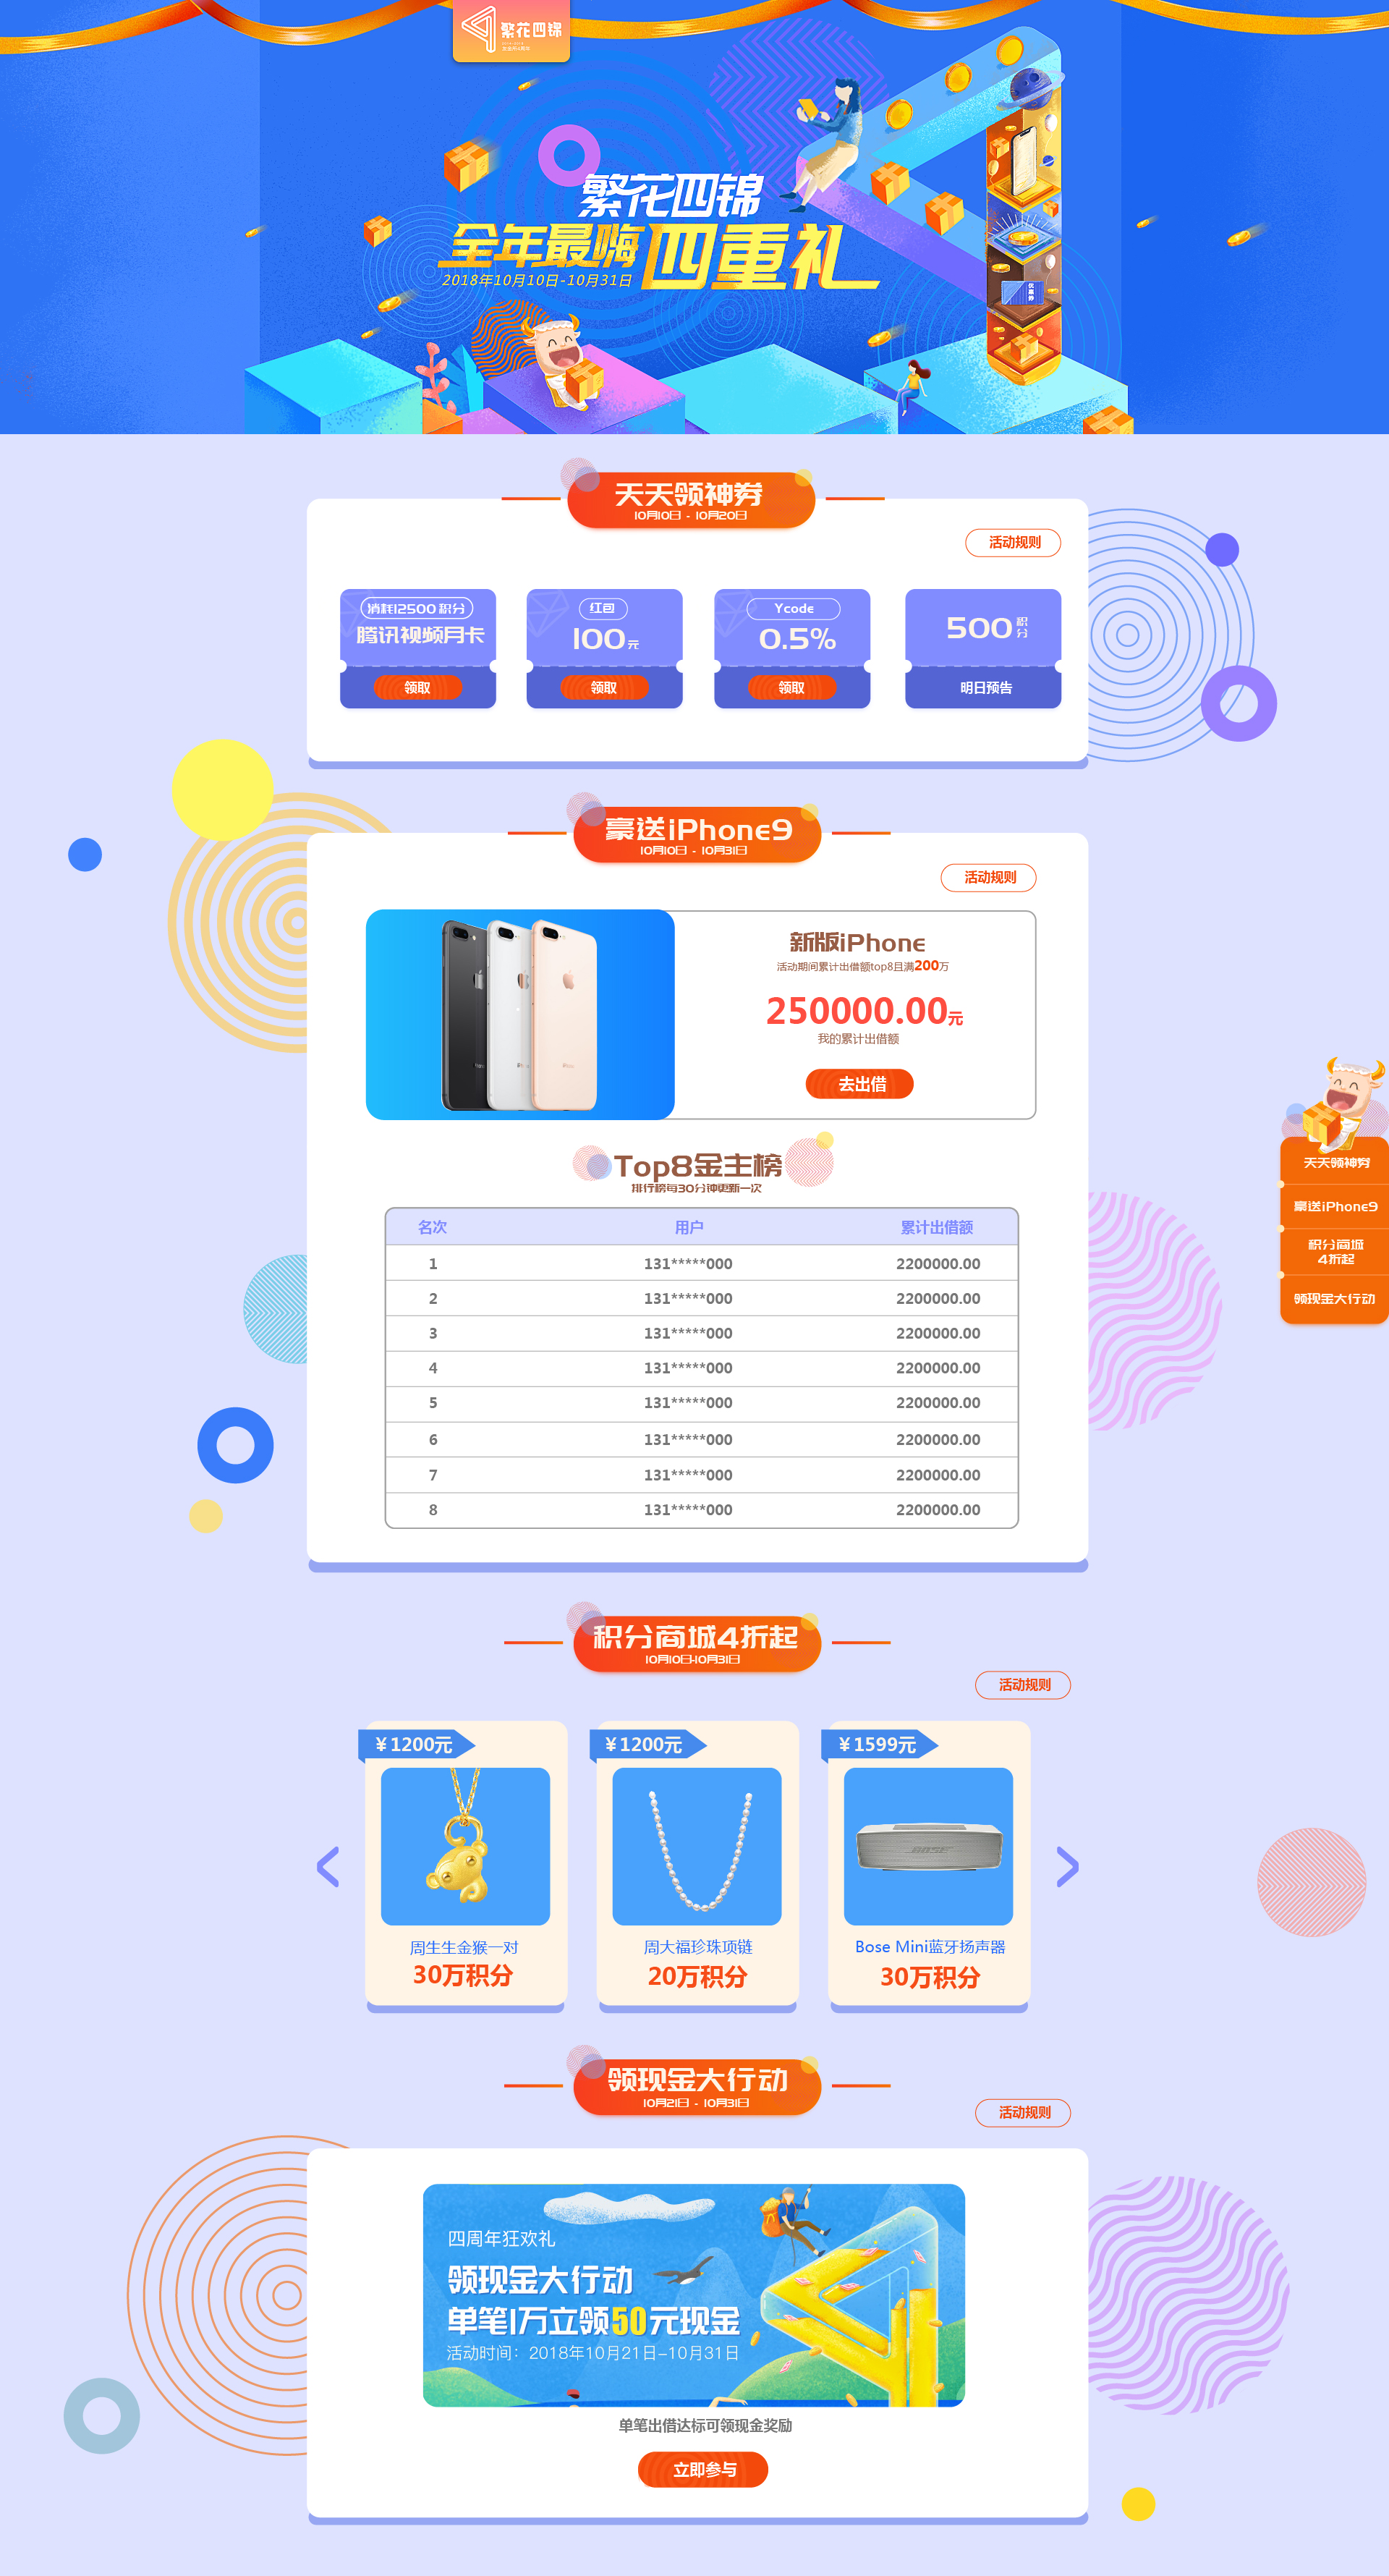 繁花四锦
繁花四锦
全年最嗨四重礼
2018年10月10日-10月31日
优惠券
天天领神券
10月10日 - 10月20日
活动规则
消耗12500积分
腾讯视频月卡
领取
红包
100元
领取
Ycode
0.5%
领取
500积分
明日预告
豪送iPhone9
10月10日 - 10月31日
活动规则
新版iPhone
活动期间累计出借额top8且满200万
250000.00元
我的累计出借额
去出借
Top8金主榜
排行榜每30分钟更新一次
名次 用户 累计出借额
1 131*****000 2200000.00
2 131*****000 2200000.00
3 131*****000 2200000.00
4 131*****000 2200000.00
5 131*****000 2200000.00
6 131*****000 2200000.00
7 131*****000 2200000.00
8 131*****000 2200000.00
天天领神券
豪送iPhone9
积分商城
4折起
领现金大行动
积分商城4折起
10月10日-10月31日
活动规则
¥1200元
周生生金猴一对
30万积分
¥1200元
周大福珍珠项链
20万积分
¥1599元
BOSE
Bose Mini蓝牙扬声器
30万积分
领现金大行动
10月21日 - 10月31日
活动规则
四周年狂欢礼
领现金大行动
单笔1万立领50元现金
活动时间：2018年10月21日-10月31日
单笔出借达标可领现金奖励
立即参与